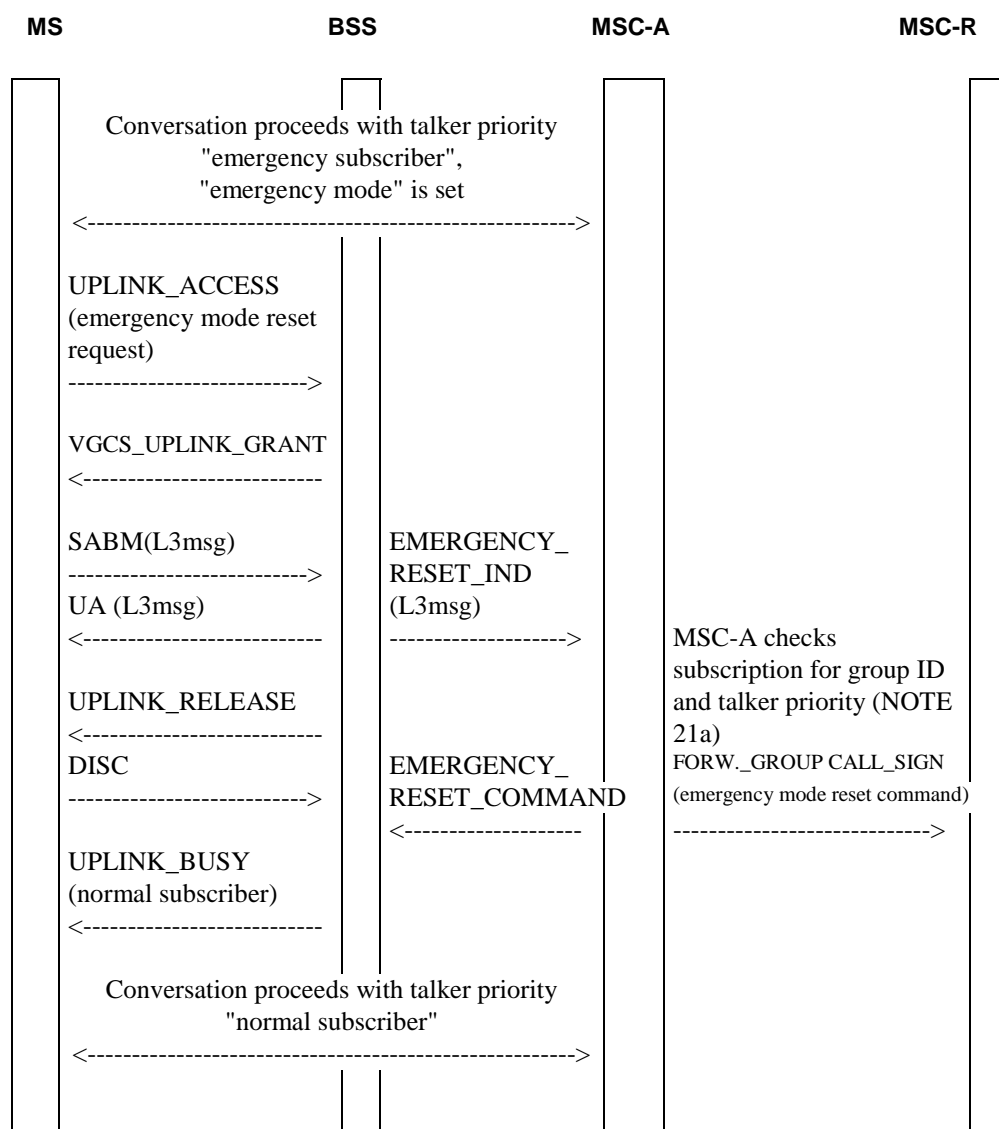 MS BSS MSC-A MSC-R
Conversation proceeds with talker priority
"emergency subscriber",
"emergency mode" is set
<------------------------------------------------------>
UPLINK_ACCESS
(emergency mode reset
request)
--------------------------->
VGCS_UPLINK_GRANT
<---------------------------
SABM(L3msg)
--------------------------->
UA (L3msg)
<---------------------------
EMERGENCY_
RESET_IND
(L3msg)
-------------------->
MSC-A checks
subscription for group ID
and talker priority (NOTE
21a)
UPLINK_RELEASE
<---------------------------
DISC
--------------------------->
EMERGENCY_
RESET_COMMAND
<--------------------
FORW._GROUP CALL_SIGN
(emergency mode reset command)
----------------------------->
UPLINK_BUSY
(normal subscriber)
<---------------------------
Conversation proceeds with talker priority
"normal subscriber"
<------------------------------------------------------>